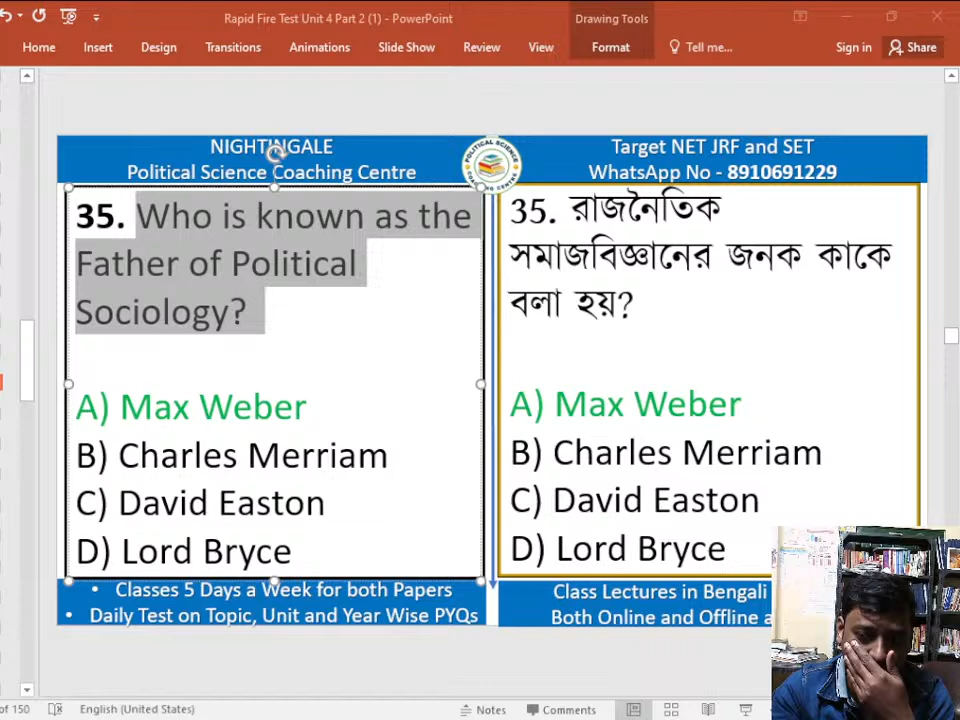 Rapid Fire Test Unit 4 Part 2 (1) - PowerPoint
Drawing Tools
Home Insert Design Transitions Animations Slide Show Review View Format Tell me... Sign in Share
NIGHTINGALE
Political Science Coaching Centre
POLITICAL SCIENCE
COACHING CENTRE
Target NET JRF and SET
WhatsApp No - 8910691229
35. Who is known as the
Father of Political
Sociology?
A) Max Weber
B) Charles Merriam
C) David Easton
D) Lord Bryce
35. রাজনৈতিক
সমাজবিজ্ঞানের জনক কাকে
বলা হয়?
A) Max Weber
B) Charles Merriam
C) David Easton
D) Lord Bryce
• Classes 5 Days a Week for both Papers
• Daily Test on Topic, Unit and Year Wise PYQs
Class Lectures in Bengali
Both Online and Offline
of 150 English (United States) Notes Comments